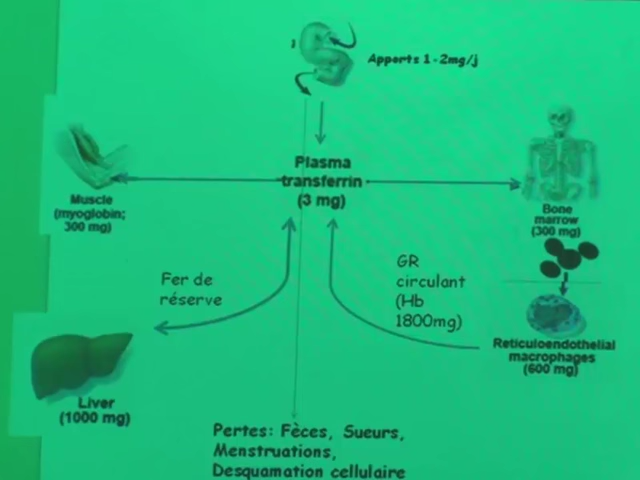 Apports 1-2mg/j
Plasma
transferrin
(3 mg)
Muscle
(myoglobin;
300 mg)
Bone
marrow
(300 mg)
Fer de
réserve
GR
circulant
(Hb
1800mg)
Reticuloendothelial
macrophages
(600 mg)
Liver
(1000 mg)
Pertes: Fèces, Sueurs,
Menstruations,
Desquamation cellulaire